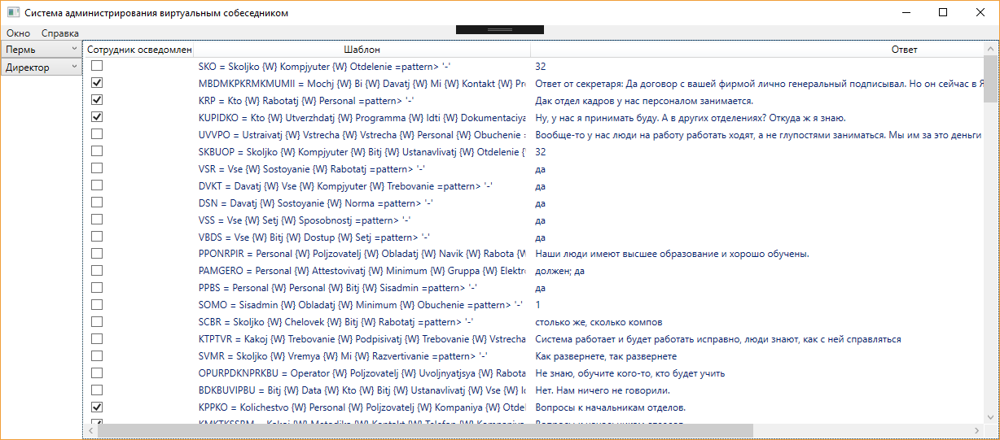 Система администрирования виртуальным собеседником
Окно Справка
Пермь
Директор
Сотрудник осведомлен Шаблон Ответ
SKO = Skoljko {W} Kompjyuter {W} Otdelenie =pattern> '-' 32
MBDMKPKRMKMUMII = Mochj {W} Bi {W} Davatj {W} Mi {W} Kontakt {W} Pr Ответ от секретаря: Да договор с вашей фирмой лично генеральный подписывал. Но он сейчас в Я
KRP = Kto {W} Rabotatj {W} Personal =pattern> '-' Дак отдел кадров у нас персоналом занимается.
KUPIDKO = Kto {W} Utverzhdatj {W} Programma {W} Idti {W} Dokumentaciya Ну, у нас я принимать буду. А в других отделениях? Откуда ж я знаю.
UVVPO = Ustraivatj {W} Vstrecha {W} Vstrecha {W} Personal {W} Obuchenie = Вообще-то у нас люди на работу работать ходят, а не глупостями заниматься. Мы им за это деньги
SKBUOP = Skoljko {W} Kompjyuter {W} Bitj {W} Ustanavlivatj {W} Otdelenie {W 32
VSR = Vse {W} Sostoyanie {W} Rabotatj =pattern> '-' да
DVKT = Davatj {W} Vse {W} Kompjyuter {W} Trebovanie =pattern> '-' да
DSN = Davatj {W} Sostoyanie {W} Norma =pattern> '-' да
VSS = Vse {W} Setj {W} Sposobnostj =pattern> '-' да
VBDS = Vse {W} Bitj {W} Dostup {W} Setj =pattern> '-' да
PPONRPIR = Personal {W} Poljzovatelj {W} Obladatj {W} Navik {W} Rabota {W Наши люди имеют высшее образование и хорошо обучены.
PAMGERO = Personal {W} Attestovivatj {W} Minimum {W} Gruppa {W} Elektr должен; да
PPBS = Personal {W} Personal {W} Bitj {W} Sisadmin =pattern> '-' да
SOMO = Sisadmin {W} Obladatj {W} Minimum {W} Obuchenie =pattern> '-' 1
SCBR = Skoljko {W} Chelovek {W} Bitj {W} Rabotatj =pattern> '-' столько же, сколько компов
KTPTVR = Kakoj {W} Trebovanie {W} Podpisivatj {W} Trebovanie {W} Vstrecha Система работает и будет работать исправно, люди знают, как с ней справляться
SVMR = Skoljko {W} Vremya {W} Mi {W} Razvertivanie =pattern> '-' Как развернете, так развернете
OPURPDKNPRKBU = Operator {W} Poljzovatelj {W} Uvoljnyatjsya {W} Rabota Не знаю, обучите кого-то, кто будет учить
BDKBUVIPBU = Bitj {W} Data {W} Kto {W} Bitj {W} Ustanavlivatj {W} Vse {W} Ic Нет. Нам ничего не говорили.
KPPKO = Kolichestvo {W} Personal {W} Poljzovatelj {W} Kompaniya {W} Otdel Вопросы к начальникам отделов.